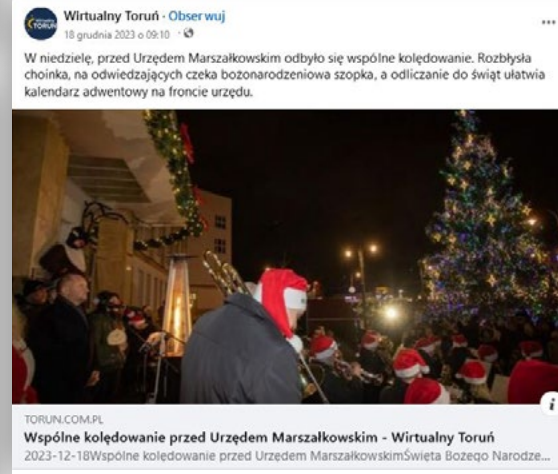 Wirtualny Toruń · Obserwuj
18 grudnia 2023 o 09:10 ·
W niedzielę, przed Urzędem Marszałkowskim odbyło się wspólne kolędowanie. Rozbłysła
choinka, na odwiedzających czeka bożonarodzeniowa szopka, a odliczanie do świąt ułatwia
kalendarz adwentowy na froncie urzędu.
TORUN.COM.PL
Wspólne kolędowanie przed Urzędem Marszałkowskim - Wirtualny Toruń
2023-12-18Wspólne kolędowanie przed Urzędem MarszałkowskimŚwięta Bożego Narodze...